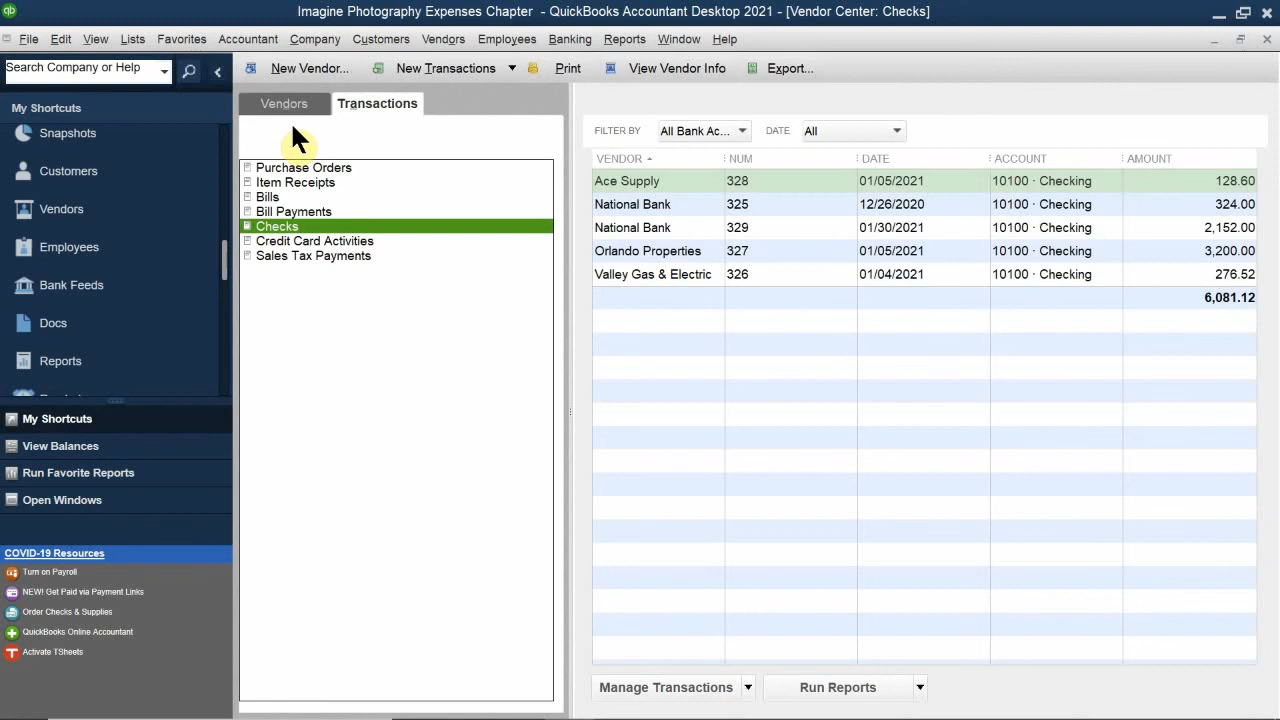 Imagine Photography Expenses Chapter - QuickBooks Accountant Desktop 2021 - [Vendor Center: Checks]
File Edit View Lists Favorites Accountant Company Customers Vendors Employees Banking Reports Window Help
Search Company or Help
New Vendor... New Transactions Print View Vendor Info Export...
My Shortcuts
Snapshots
Customers
Vendors
Employees
Bank Feeds
Docs
Reports
My Shortcuts
View Balances
Run Favorite Reports
Open Windows
COVID-19 Resources
Turn on Payroll
NEW! Get Paid via Payment Links
Order Checks & Supplies
QuickBooks Online Accountant
Activate TSheets
Vendors Transactions
Purchase Orders
Item Receipts
Bills
Bill Payments
Checks
Credit Card Activities
Sales Tax Payments
FILTER BY All Bank Ac... DATE All
VENDOR NUM DATE ACCOUNT AMOUNT
Ace Supply 328 01/05/2021 10100 · Checking 128.60
National Bank 325 12/26/2020 10100 · Checking 324.00
National Bank 329 01/30/2021 10100 · Checking 2,152.00
Orlando Properties 327 01/05/2021 10100 · Checking 3,200.00
Valley Gas & Electric 326 01/04/2021 10100 · Checking 276.52
6,081.12
Manage Transactions Run Reports